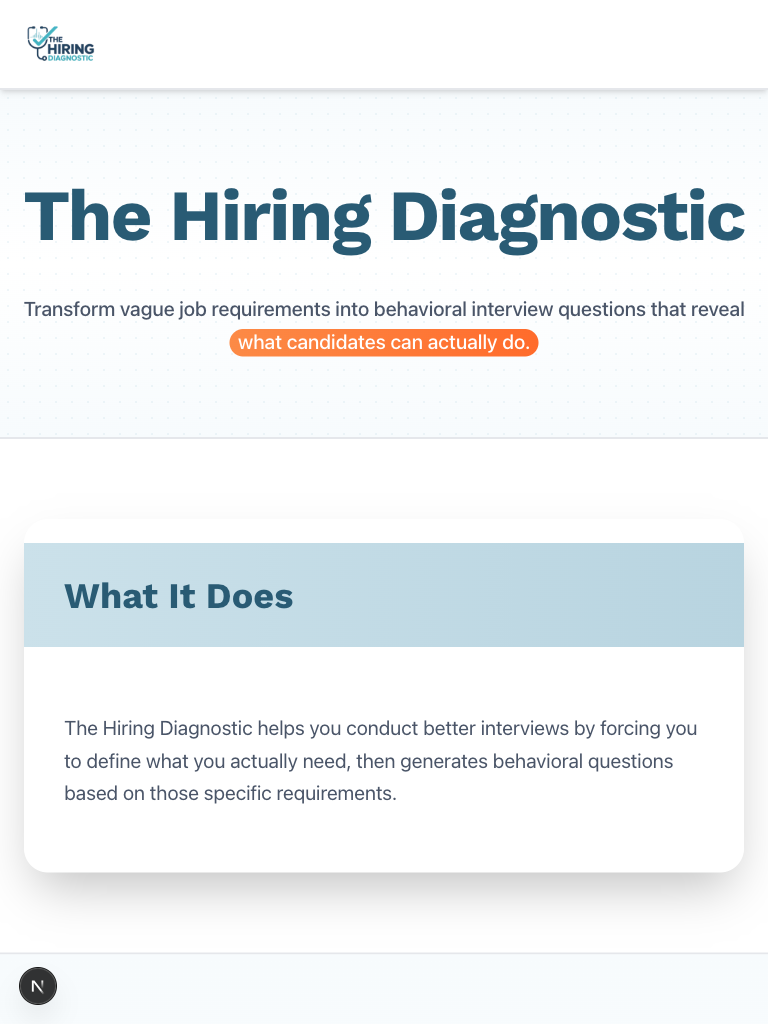 THE
HIRING
DIAGNOSTIC
The Hiring Diagnostic
Transform vague job requirements into behavioral interview questions that reveal
what candidates can actually do.
What It Does
The Hiring Diagnostic helps you conduct better interviews by forcing you
to define what you actually need, then generates behavioral questions
based on those specific requirements.
N